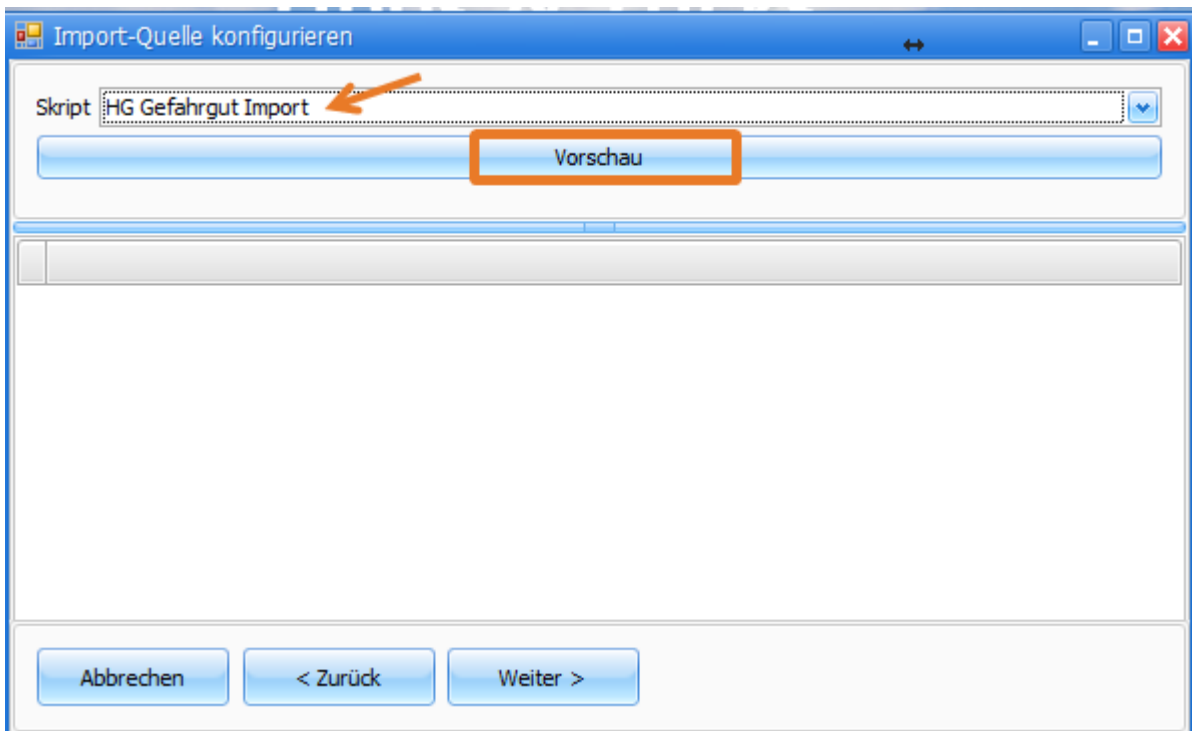 Import-Quelle konfigurieren
Skript HG Gefahrgut Import
Vorschau
Abbrechen < Zurück Weiter >